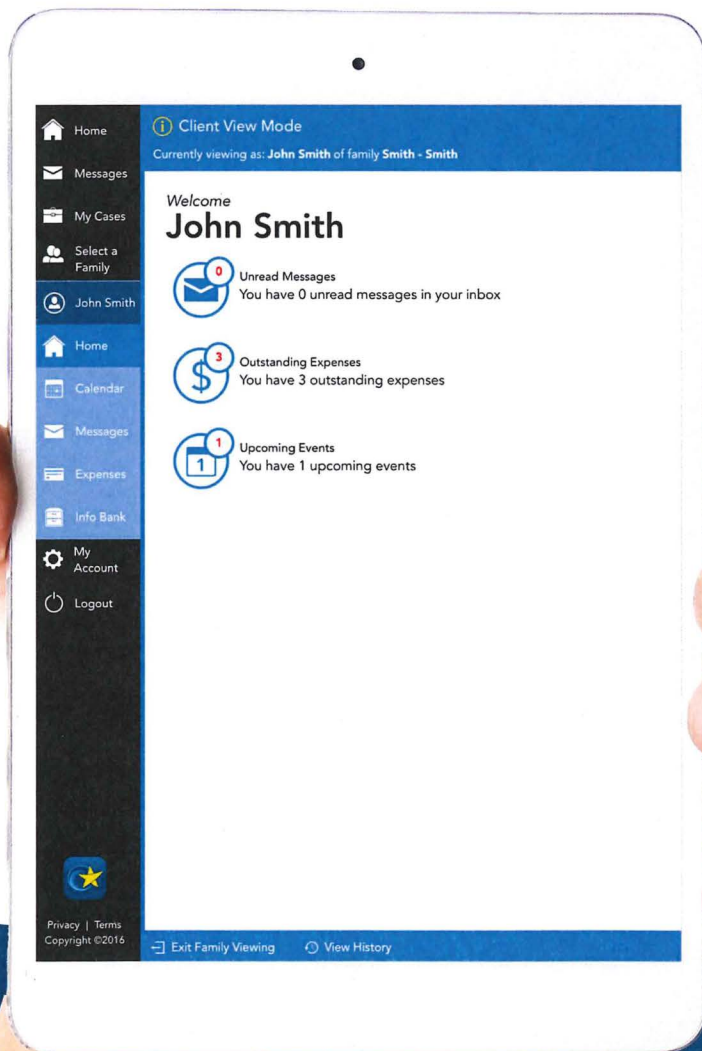 Home
Messages
My Cases
Select a
Family
John Smith
Home
Calendar
Messages
Expenses
Info Bank
My
Account
Logout
Privacy | Terms
Copyright ©2016
Client View Mode
Currently viewing as: John Smith of family Smith - Smith
Welcome
John Smith
0
Unread Messages
You have 0 unread messages in your inbox
3
$
Outstanding Expenses
You have 3 outstanding expenses
1
1
Upcoming Events
You have 1 upcoming events
Exit Family Viewing
View History